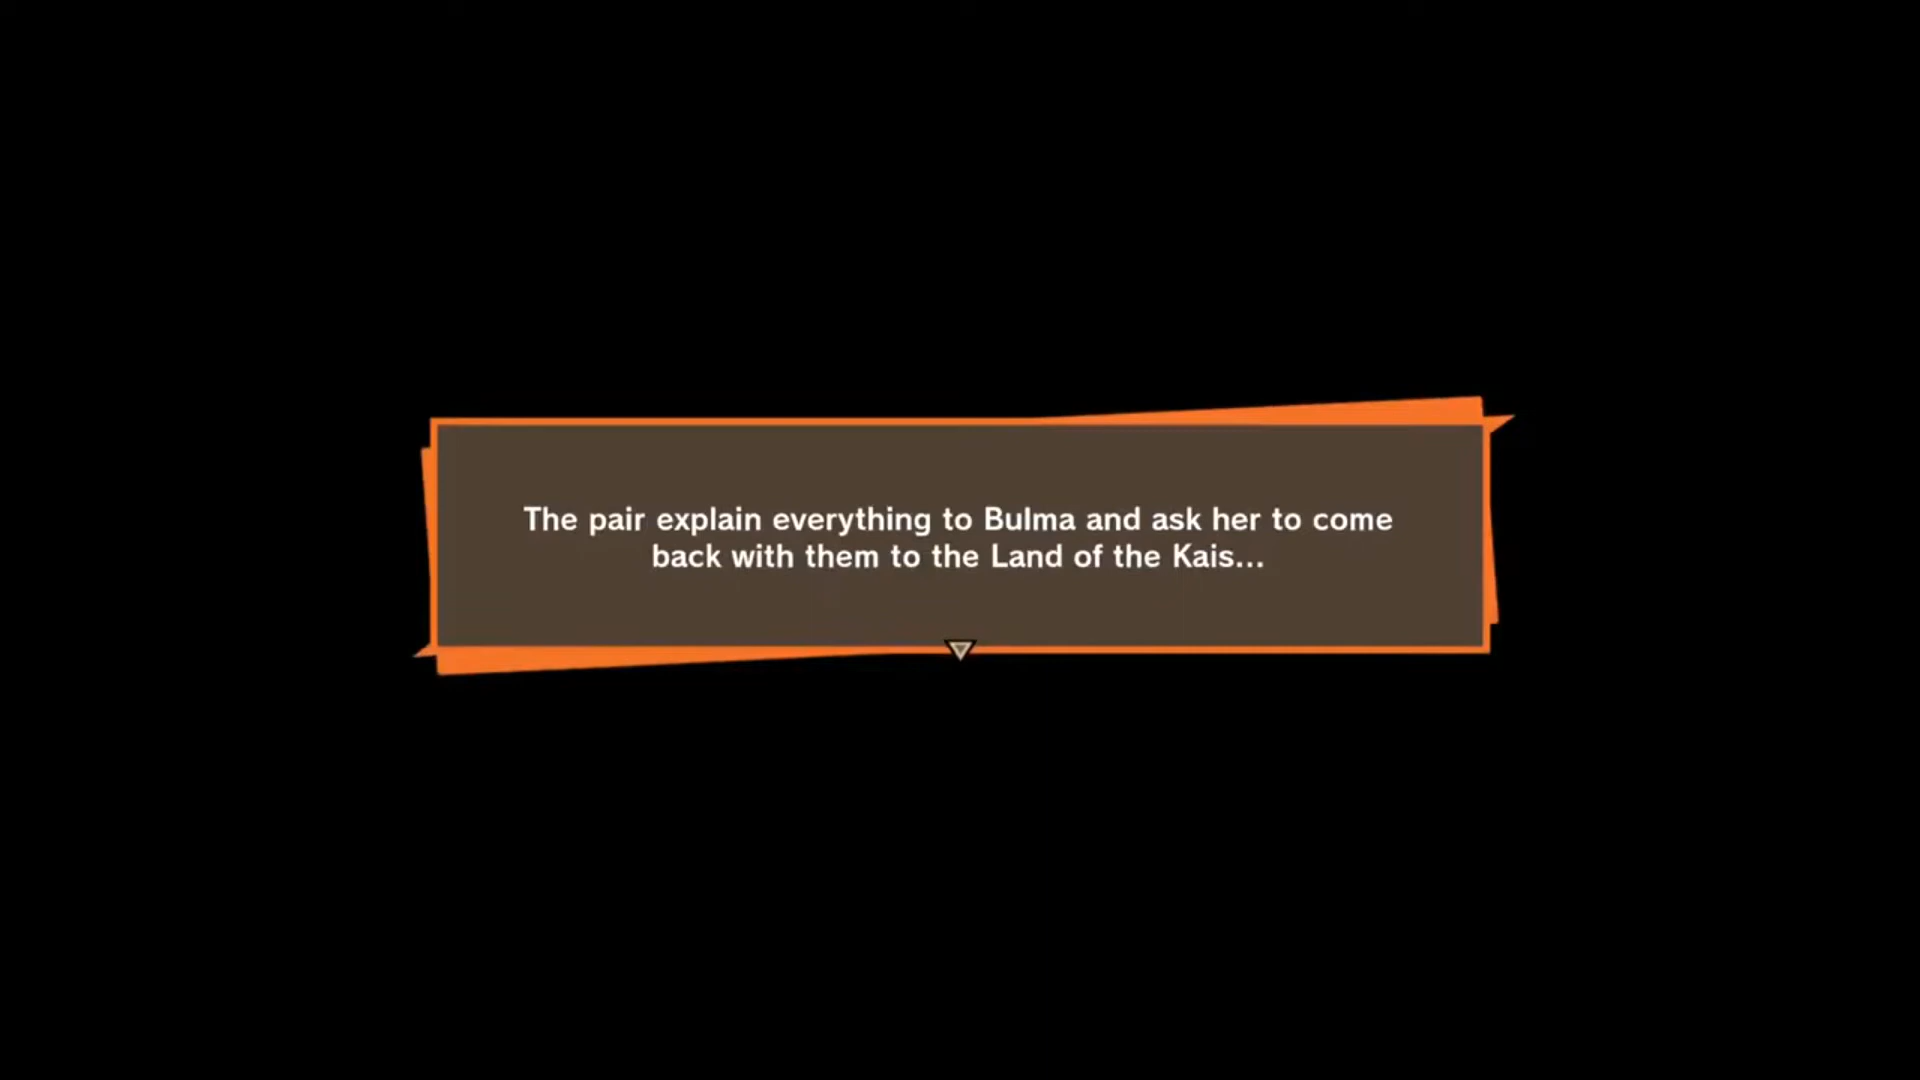 The pair explain everything to Bulma and ask her to come
back with them to the Land of the Kais...